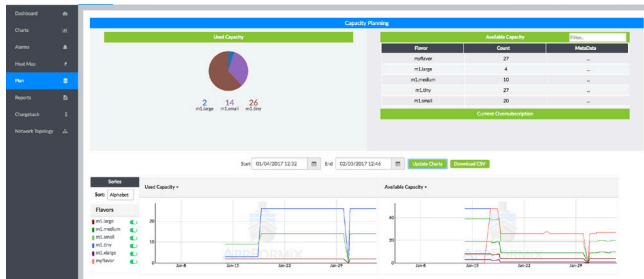 Capacity Planning
Dashboard
Charts
Alarms
Heat Map
Plan
Reports
Chargeback
Network Topology
Used Capacity
2 14 26
m1.large m1.small m1.tiny
Available Capacity
Filter...
Flavor Count MetaData
myflavor 27 ...
m1.large 4 ...
m1.medium 10 ...
m1.tiny 27 ...
m1.small 20 ...
Current Oversubscription
Start 01/04/2017 12:32 End 02/03/2017 12:46 Update Charts Download CSV
Series
Sort: Alphabet
Flavors
m1.large
m1.medium
m1.small
m1.tiny
m1.xlarge
myflavor
Used Capacity
20
10
0
Jan-8 Jan-15 Jan-22 Jan-29
APPFORMIX
Available Capacity
40
20
0
Jan-8 Jan-15 Jan-22 Jan-29
APPFORMIX